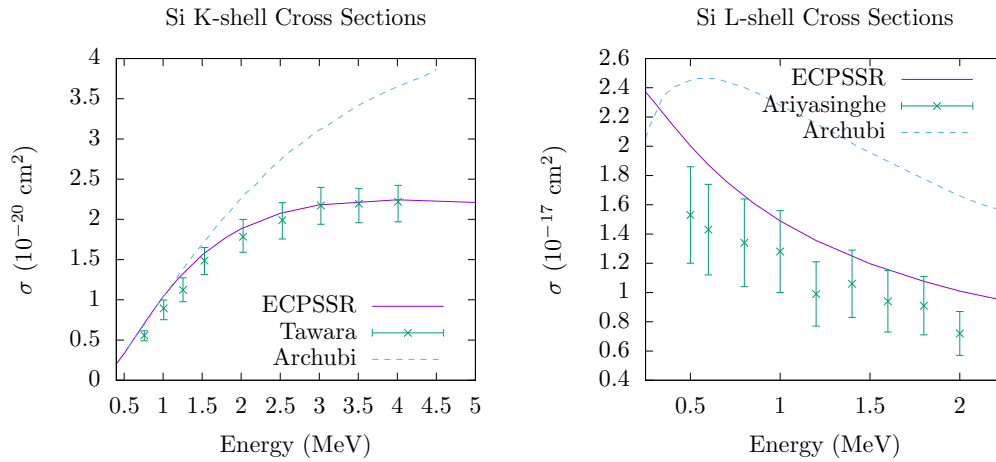 Si K-shell Cross Sections
4
3.5
3
2.5
2
1.5
1
0.5
0
σ (10⁻²⁰ cm²)
ECPSSR
Tawara
Archubi
0.5 1 1.5 2 2.5 3 3.5 4 4.5 5
Energy (MeV)
Si L-shell Cross Sections
2.6
2.4
2.2
2
1.8
1.6
1.4
1.2
1
0.8
0.6
0.4
σ (10⁻¹⁷ cm²)
ECPSSR
Ariyasinghe
Archubi
0.5 1 1.5 2
Energy (MeV)